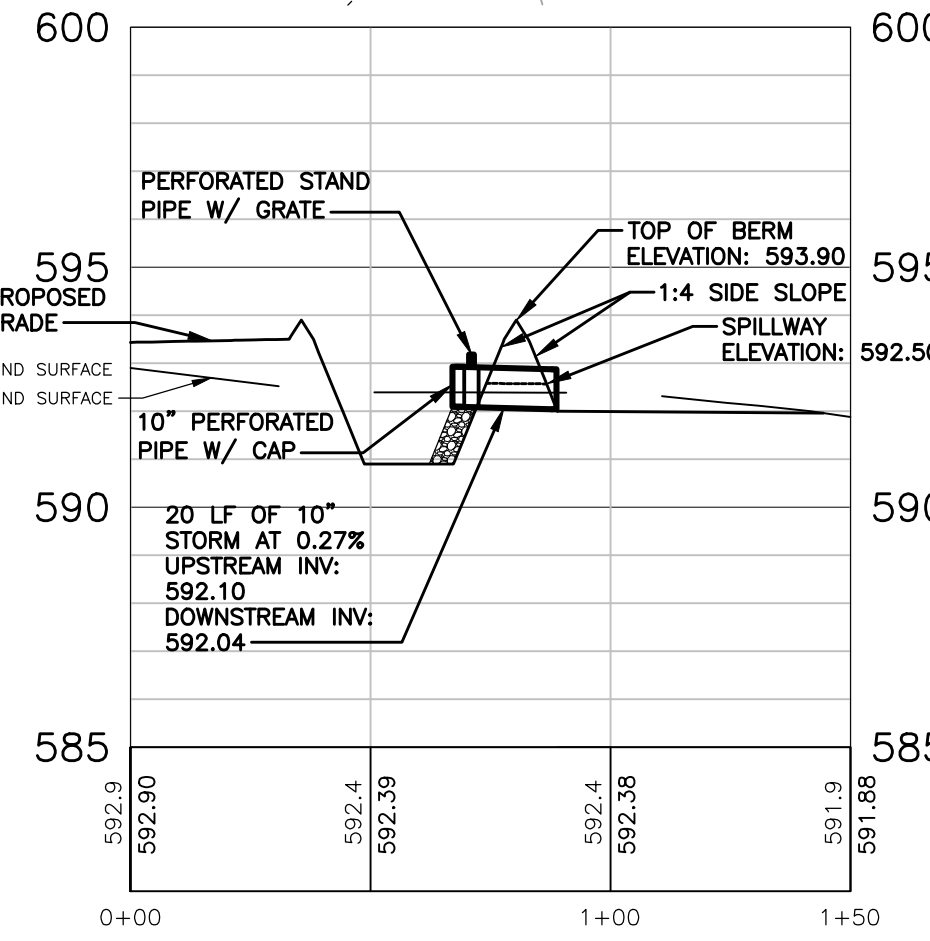 600
600
PERFORATED STAND
PIPE W/ GRATE
TOP OF BERM
ELEVATION: 593.90
595
595
1:4 SIDE SLOPE
ROPOSED
RADE
SPILLWAY
ELEVATION: 592.50
ND SURFACE
ND SURFACE
10" PERFORATED
PIPE W/ CAP
590
590
20 LF OF 10"
STORM AT 0.27%
UPSTREAM INV:
592.10
DOWNSTREAM INV:
592.04
585
585
592.9
592.90
592.4
592.39
592.4
592.38
591.9
591.88
0+00
1+00
1+50